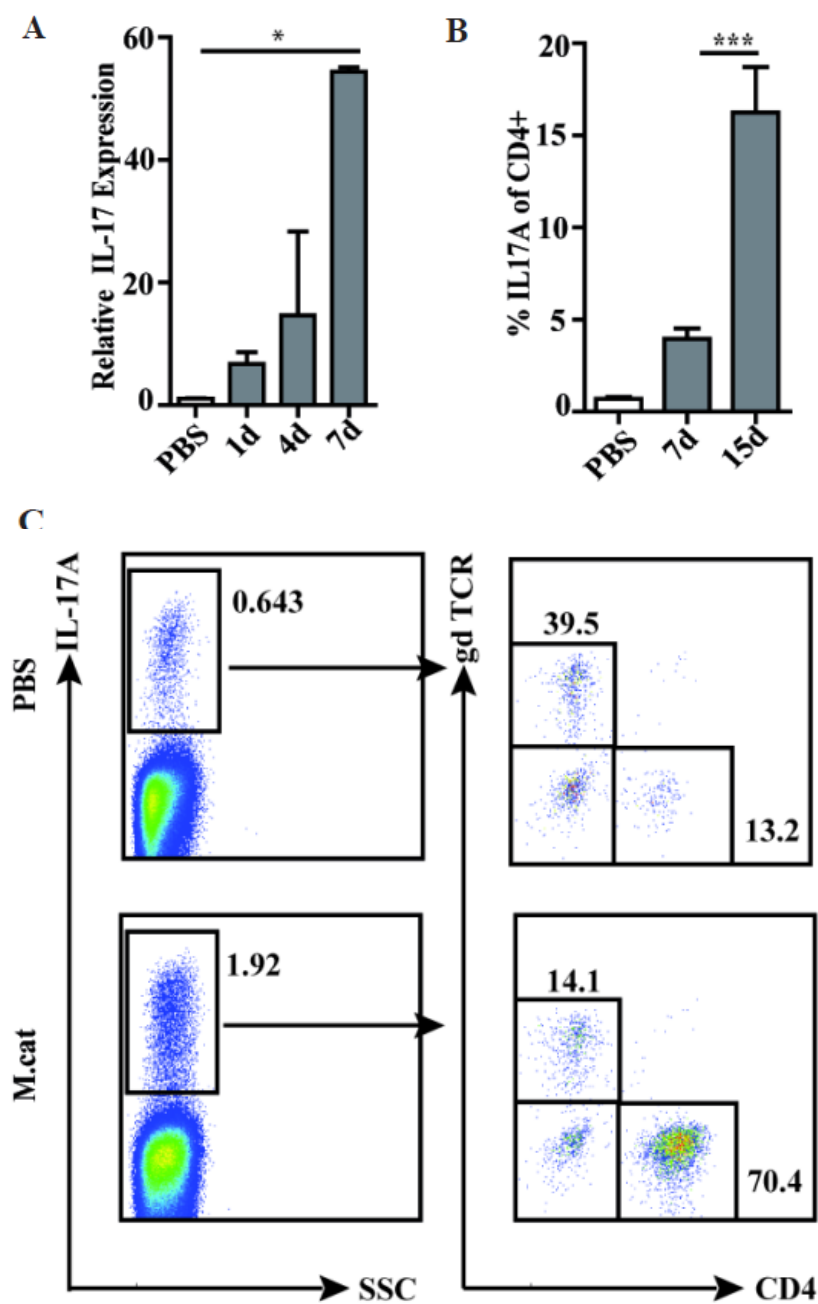 A
Relative IL-17 Expression
60
40
20
0
*
PBS
1d
4d
7d
B
% IL17A of CD4+
20
15
10
5
0
***
PBS
7d
15d
C
IL-17A
gd TCR
PBS
0.643
39.5
13.2
M.cat
1.92
14.1
70.4
SSC
CD4